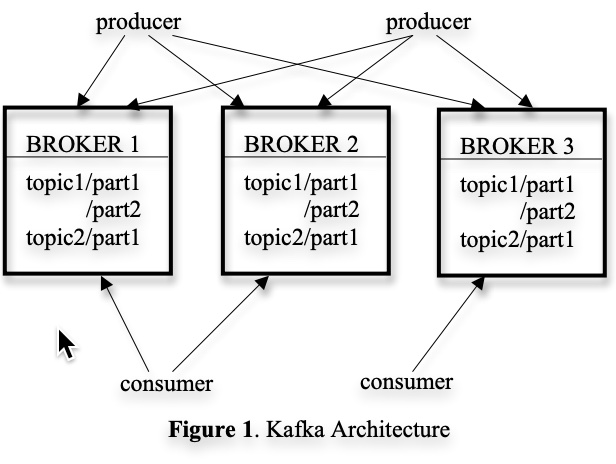 producer producer
BROKER 1
topic1/part1
/part2
topic2/part1
BROKER 2
topic1/part1
/part2
topic2/part1
BROKER 3
topic1/part1
/part2
topic2/part1
consumer consumer
Figure 1. Kafka Architecture